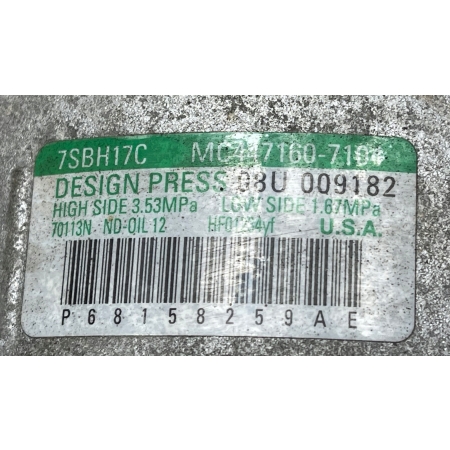 7SBH17C
DESIGN PRESS 08U 009182
HIGH SIDE 3.53MPa LOW SIDE 1.67MPa
70113N ND-OIL 12 U.S.A.
P68158259AE